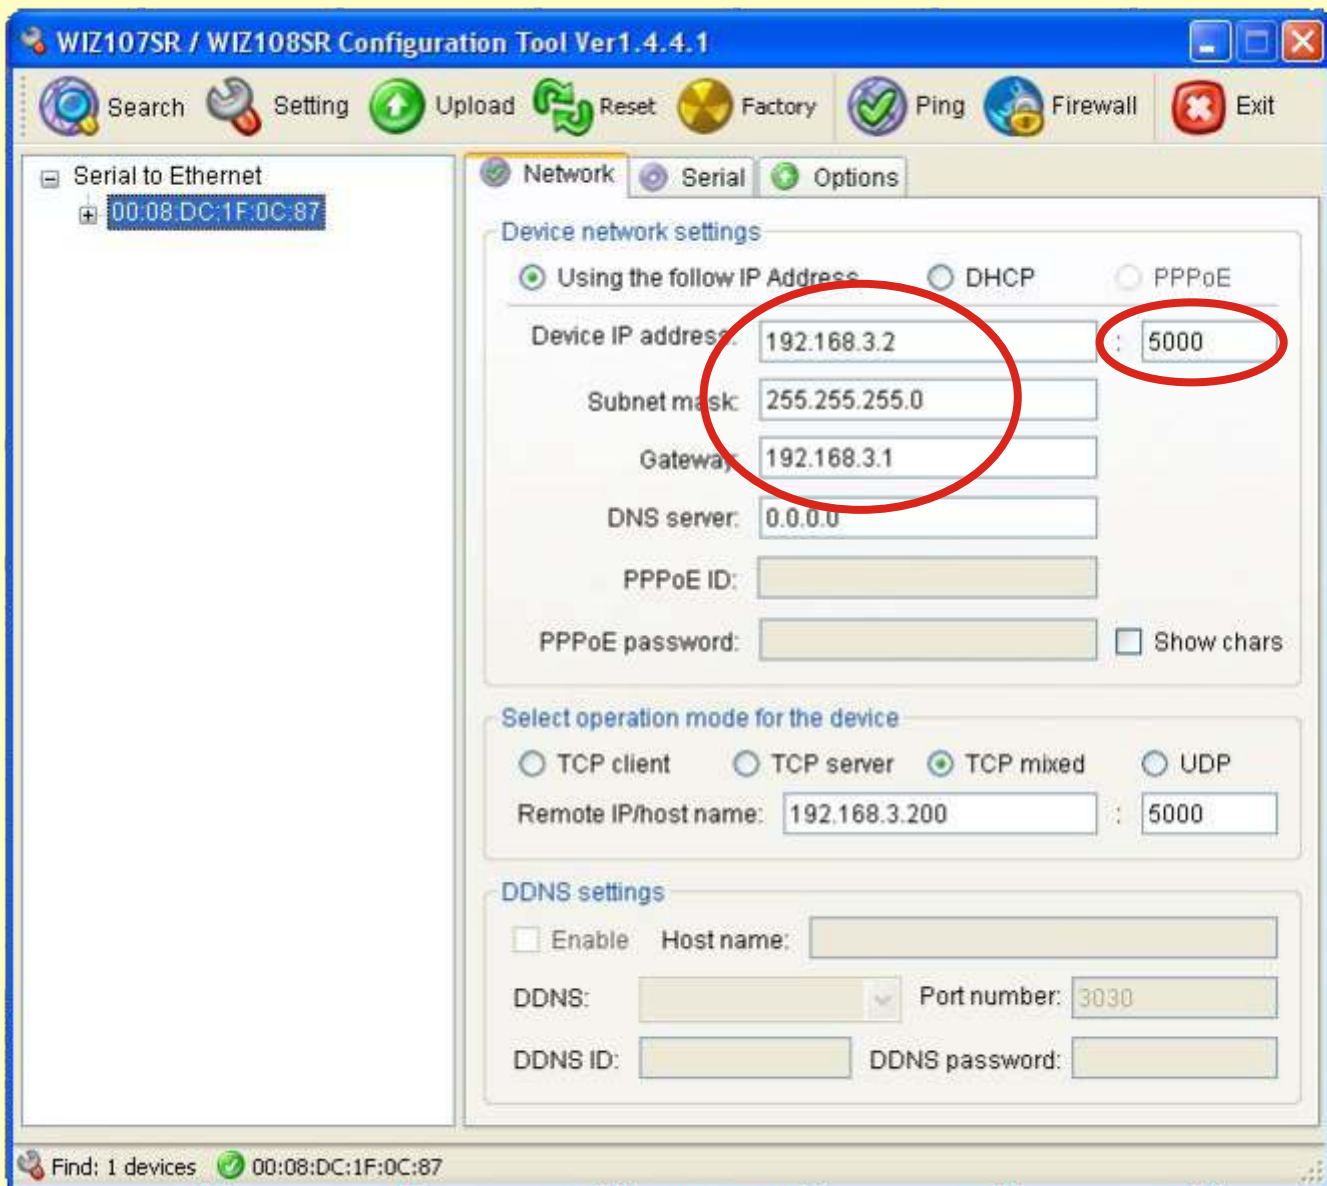 WIZ107SR / WIZ108SR Configuration Tool Ver1.4.4.1
Search Setting Upload Reset Factory Ping Firewall Exit
Serial to Ethernet
00:08:DC:1F:0C:87
Network Serial Options
Device network settings
Using the follow IP Address DHCP PPPoE
Device IP address: 192.168.3.2 : 5000
Subnet mask: 255.255.255.0
Gateway: 192.168.3.1
DNS server: 0.0.0.0
PPPoE ID:
PPPoE password: Show chars
Select operation mode for the device
TCP client TCP server TCP mixed UDP
Remote IP/host name: 192.168.3.200 : 5000
DDNS settings
Enable Host name:
DDNS: Port number: 3030
DDNS ID: DDNS password:
Find: 1 devices 00:08:DC:1F:0C:87